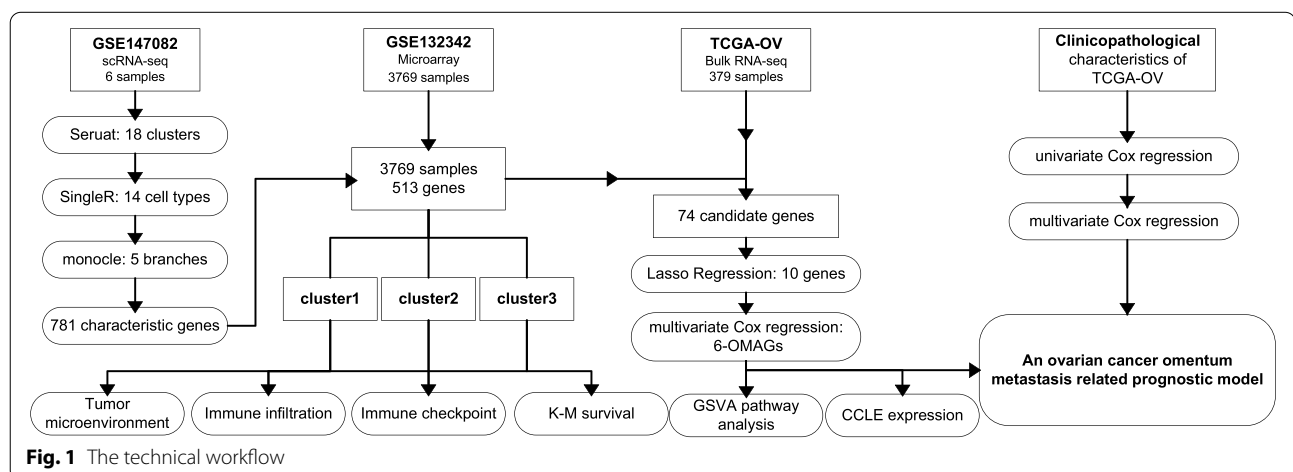 GSE147082
scRNA-seq
6 samples
Seruat: 18 clusters
SingleR: 14 cell types
monocle: 5 branches
781 characteristic genes
GSE132342
Microarray
3769 samples
3769 samples
513 genes
cluster1
cluster2
cluster3
Tumor
microenvironment
Immune infiltration
Immune checkpoint
K-M survival
TCGA-OV
Bulk RNA-seq
379 samples
74 candidate genes
Lasso Regression: 10 genes
multivariate Cox regression:
6-OMAGs
GSVA pathway
analysis
CCLE expression
Clinicopathological
characteristics of
TCGA-OV
univariate Cox regression
multivariate Cox regression
An ovarian cancer omentum
metastasis related prognostic model
Fig. 1 The technical workflow